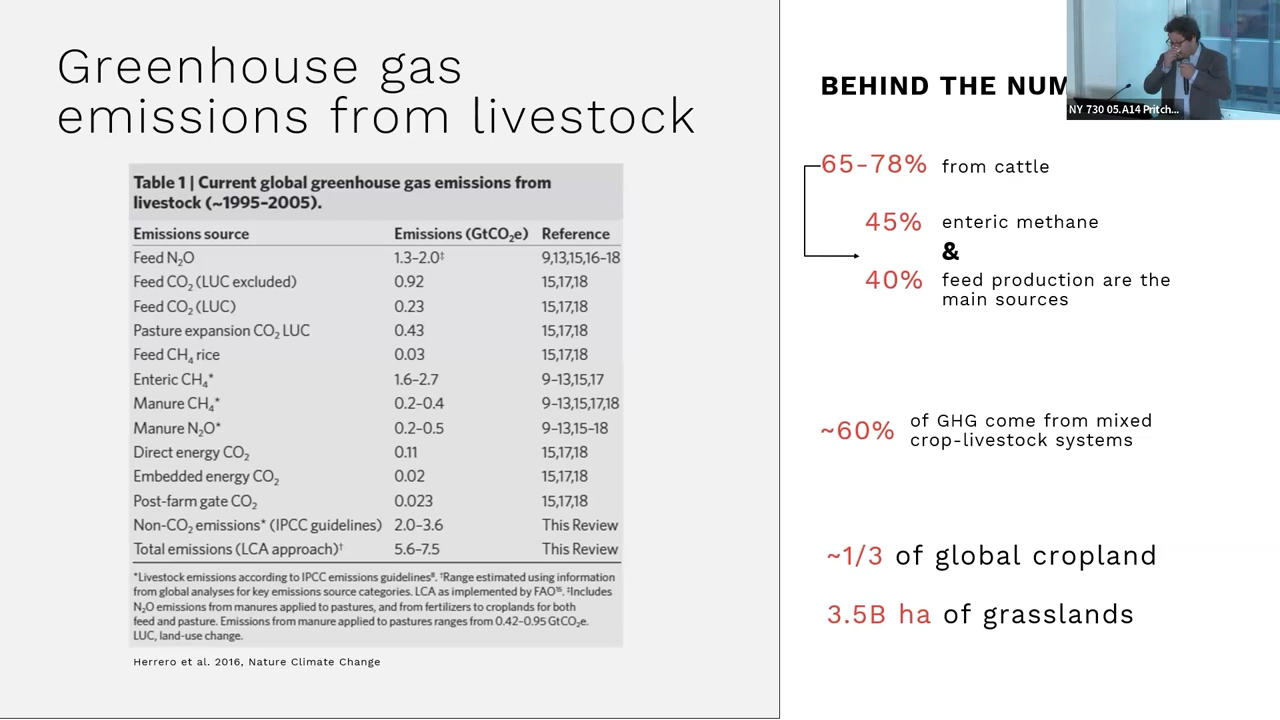 Greenhouse gas
emissions from livestock
Table 1 | Current global greenhouse gas emissions from
livestock (~1995–2005).
Emissions source Emissions (GtCO₂e) Reference
Feed N₂O 1.3–2.0‡ 9,13,15,16–18
Feed CO₂ (LUC excluded) 0.92 15,17,18
Feed CO₂ (LUC) 0.23 15,17,18
Pasture expansion CO₂ LUC 0.43 15,17,18
Feed CH₄ rice 0.03 15,17,18
Enteric CH₄* 1.6–2.7 9–13,15,17
Manure CH₄* 0.2–0.4 9–13,15,17,18
Manure N₂O* 0.2–0.5 9–13,15–18
Direct energy CO₂ 0.11 15,17,18
Embedded energy CO₂ 0.02 15,17,18
Post-farm gate CO₂ 0.023 15,17,18
Non-CO₂ emissions* (IPCC guidelines) 2.0–3.6 This Review
Total emissions (LCA approach)† 5.6–7.5 This Review
*Livestock emissions according to IPCC emissions guidelines⁸. †Range estimated using information
from global analyses for key emissions source categories. LCA as implemented by FAO¹⁵. ‡Includes
N₂O emissions from manures applied to pastures, and from fertilizers to croplands for both
feed and pasture. Emissions from manure applied to pastures ranges from 0.42–0.95 GtCO₂e.
LUC, land-use change.
Herrero et al. 2016, Nature Climate Change
BEHIND THE NUM
NY 730 05.A14 Pritch...
65-78% from cattle
45% enteric methane
&
40% feed production are the
main sources
~60% of GHG come from mixed
crop-livestock systems
~1/3 of global cropland
3.5B ha of grasslands